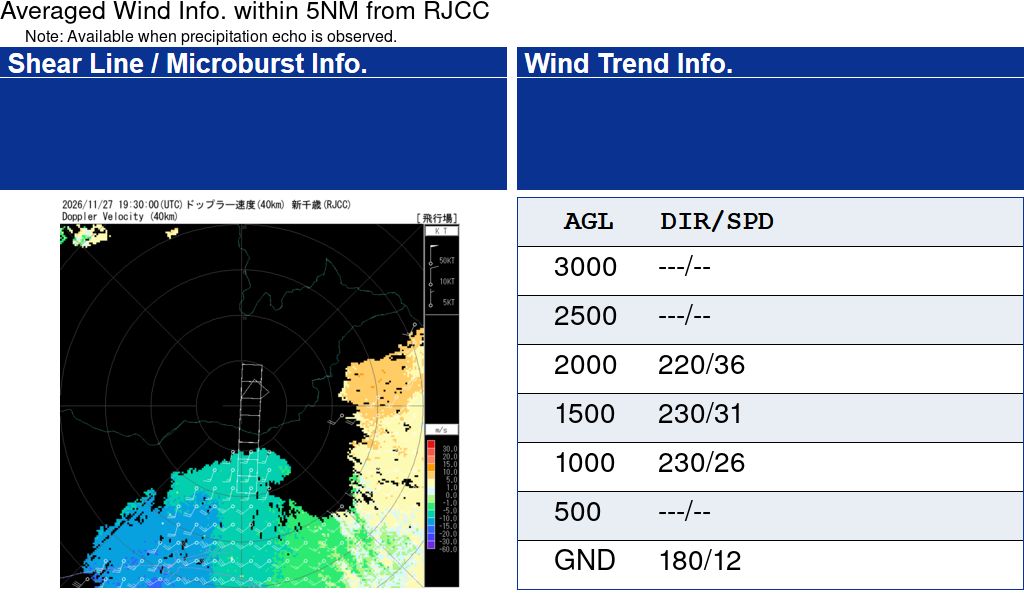 Averaged Wind Info. within 5NM from RJCC
Note: Available when precipitation echo is observed.
Shear Line / Microburst Info.
Wind Trend Info.
2026/11/27 19:30:00(UTC) ドップラー速度(40km) 新千歳(RJCC)
Doppler Velocity (40km)
[飛行場]
K T
50KT
10KT
5KT
m/s
30.0
20.0
15.0
10.0
5.0
1.0
0.0
-1.0
-5.0
-10.0
-15.0
-20.0
-30.0
-60.0
AGL DIR/SPD
3000 ---/--
2500 ---/--
2000 220/36
1500 230/31
1000 230/26
500 ---/--
GND 180/12